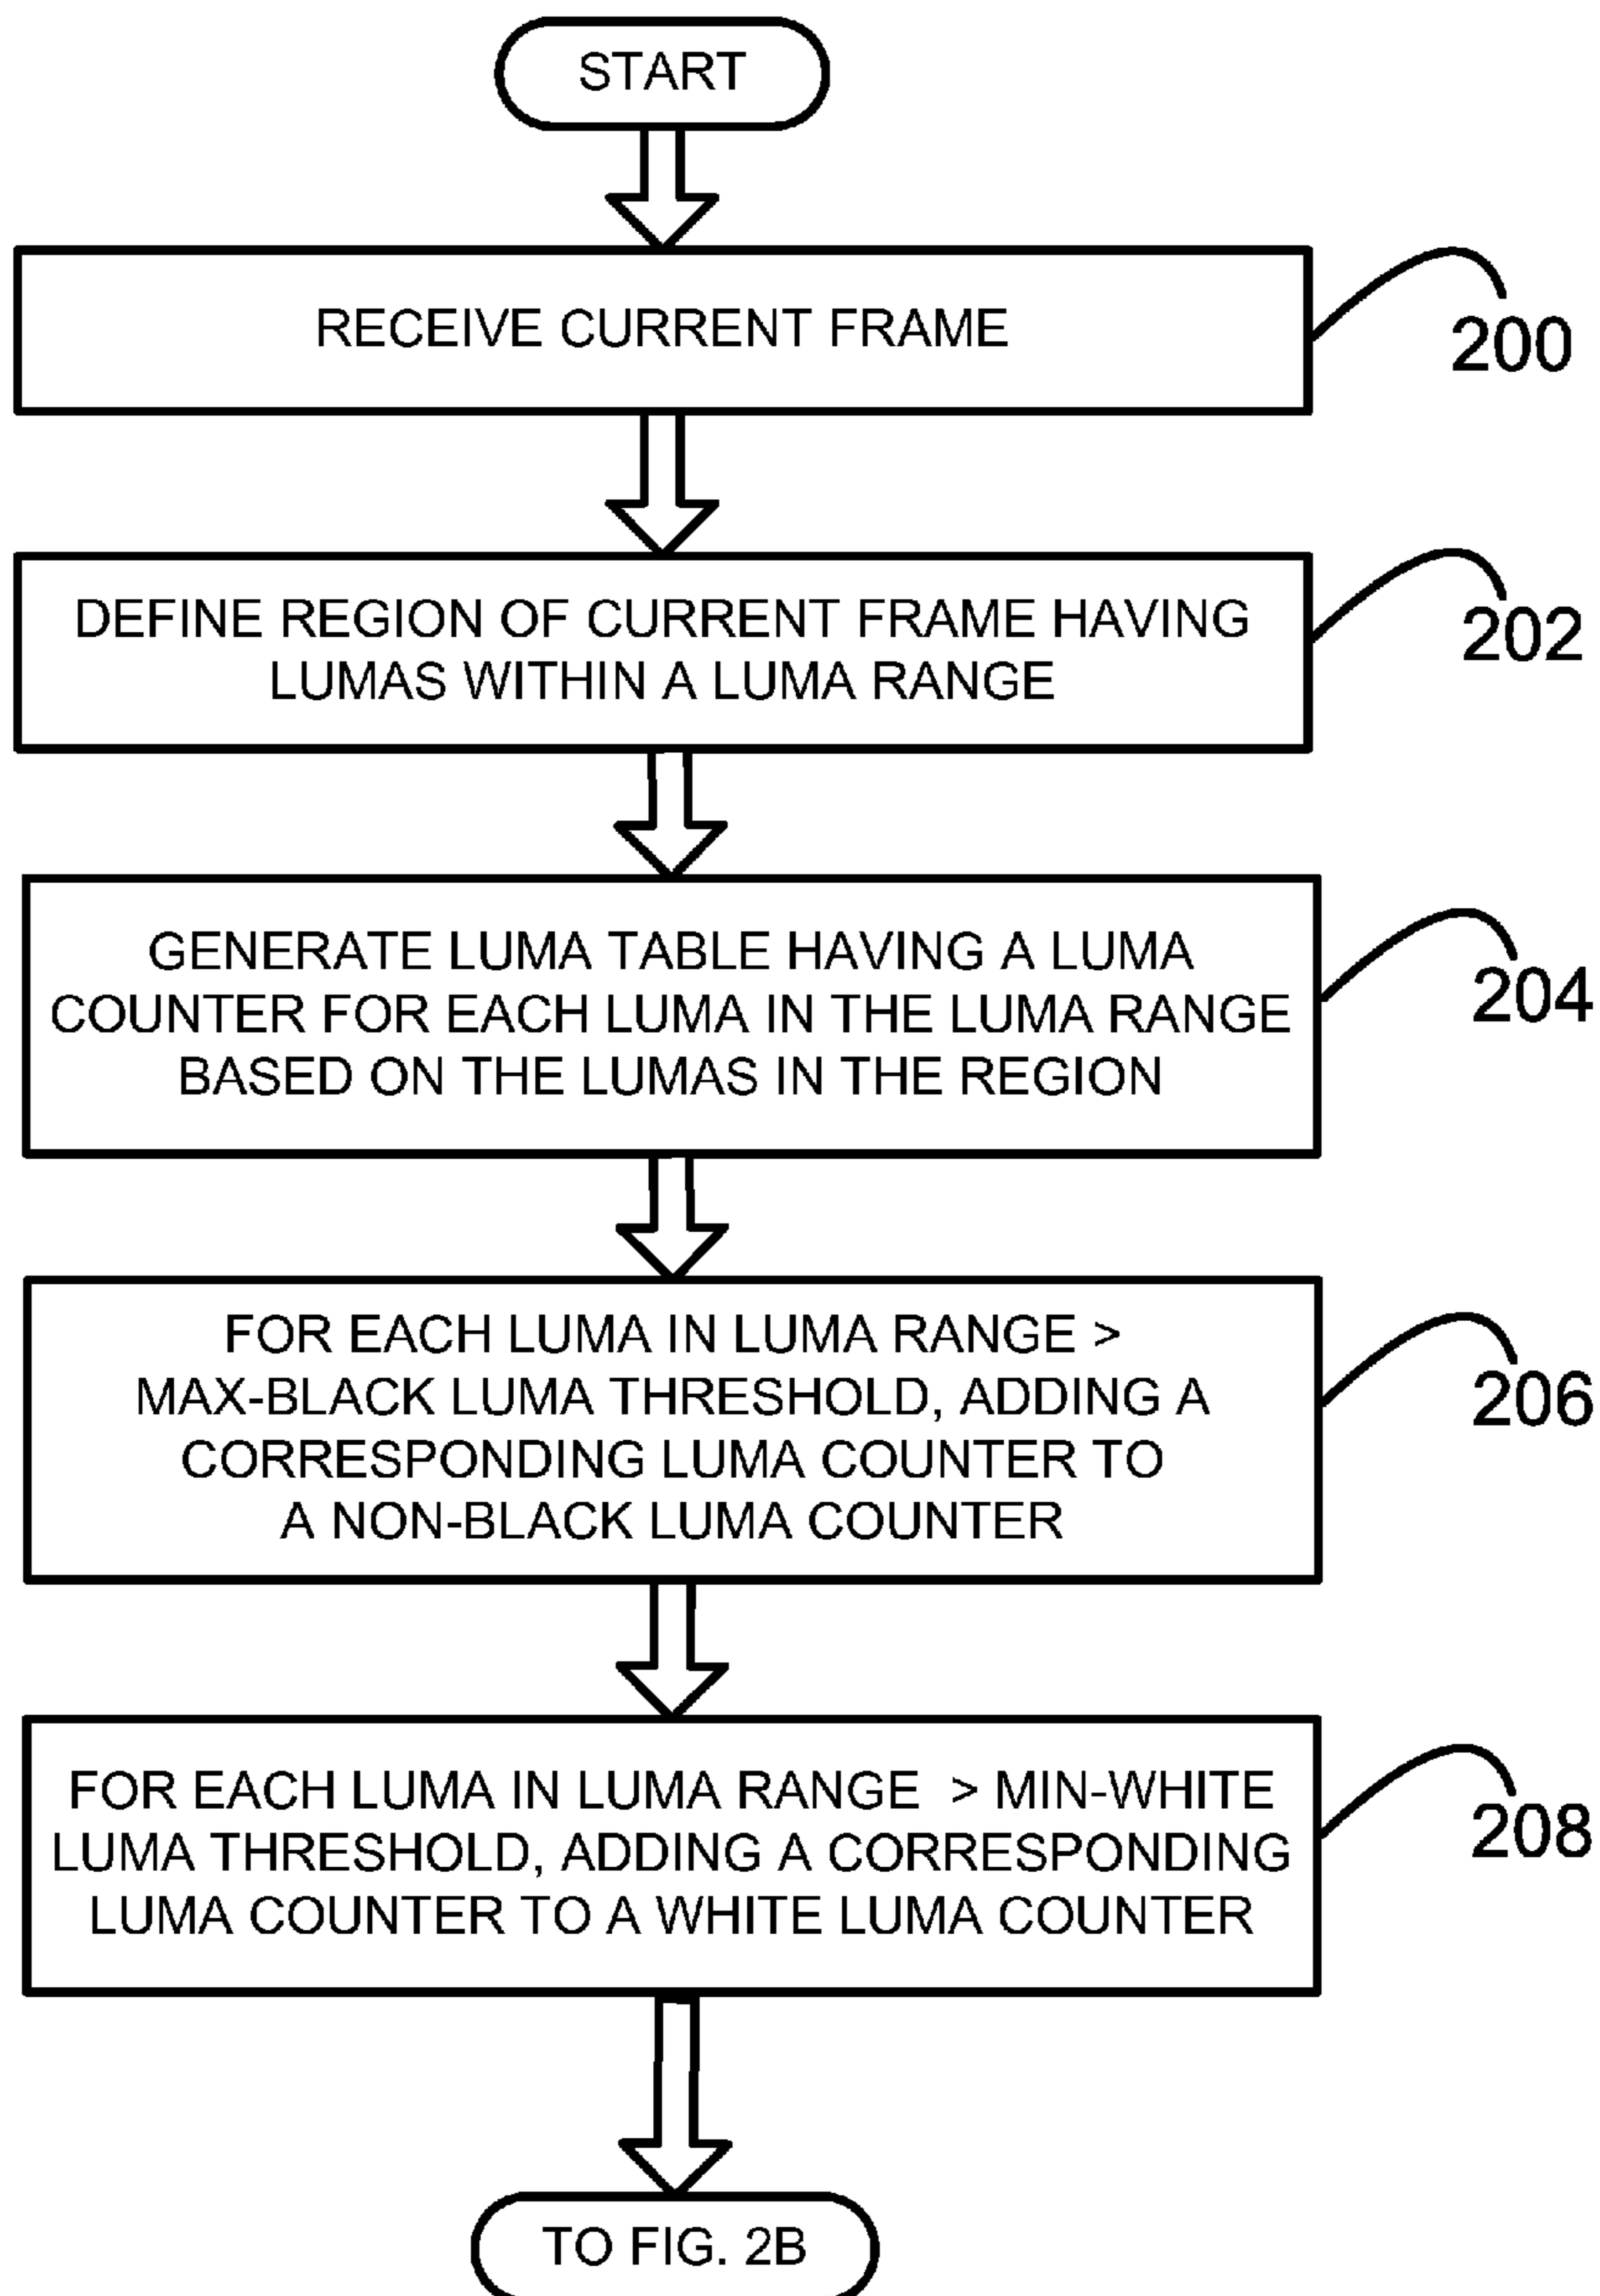 START
RECEIVE CURRENT FRAME
200
DEFINE REGION OF CURRENT FRAME HAVING
LUMAS WITHIN A LUMA RANGE
202
GENERATE LUMA TABLE HAVING A LUMA
COUNTER FOR EACH LUMA IN THE LUMA RANGE
BASED ON THE LUMAS IN THE REGION
204
FOR EACH LUMA IN LUMA RANGE >
MAX-BLACK LUMA THRESHOLD, ADDING A
CORRESPONDING LUMA COUNTER TO
A NON-BLACK LUMA COUNTER
206
FOR EACH LUMA IN LUMA RANGE > MIN-WHITE
LUMA THRESHOLD, ADDING A CORRESPONDING
LUMA COUNTER TO A WHITE LUMA COUNTER
208
TO FIG. 2B